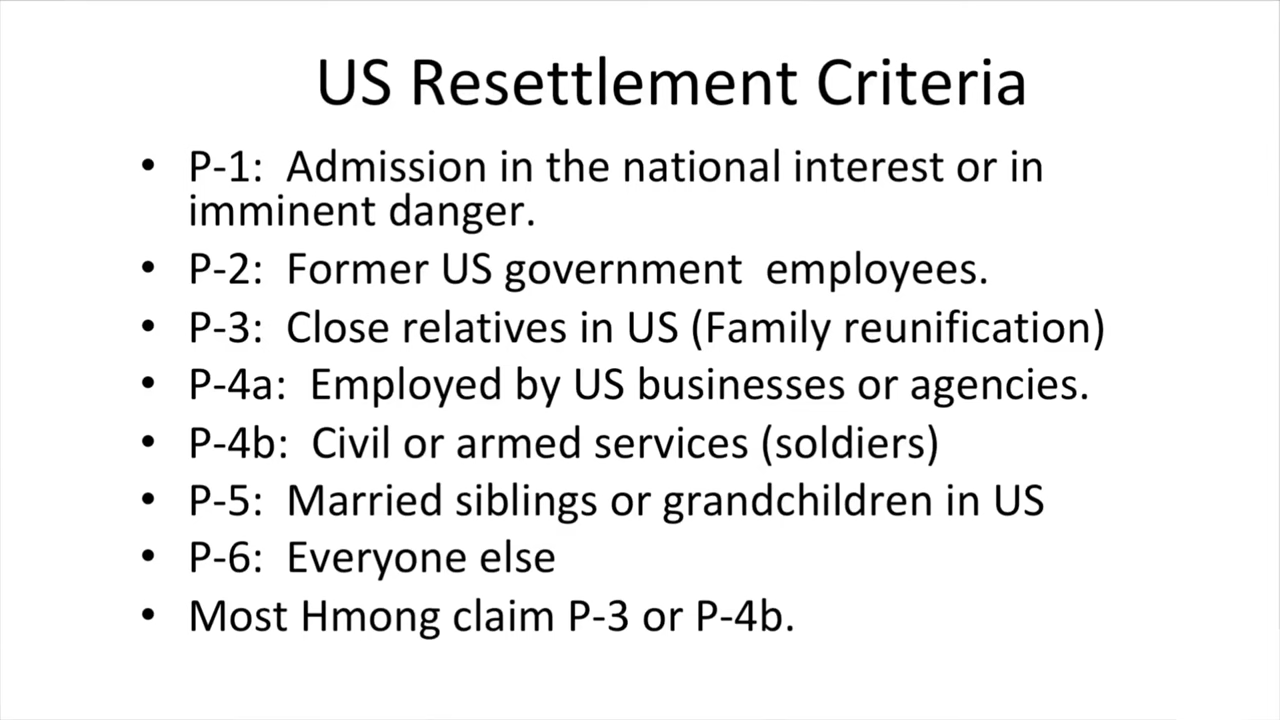 US Resettlement Criteria
• P-1:  Admission in the national interest or in
imminent danger.
• P-2:  Former US government  employees.
• P-3:  Close relatives in US (Family reunification)
• P-4a:  Employed by US businesses or agencies.
• P-4b:  Civil or armed services (soldiers)
• P-5:  Married siblings or grandchildren in US
• P-6:  Everyone else
• Most Hmong claim P-3 or P-4b.